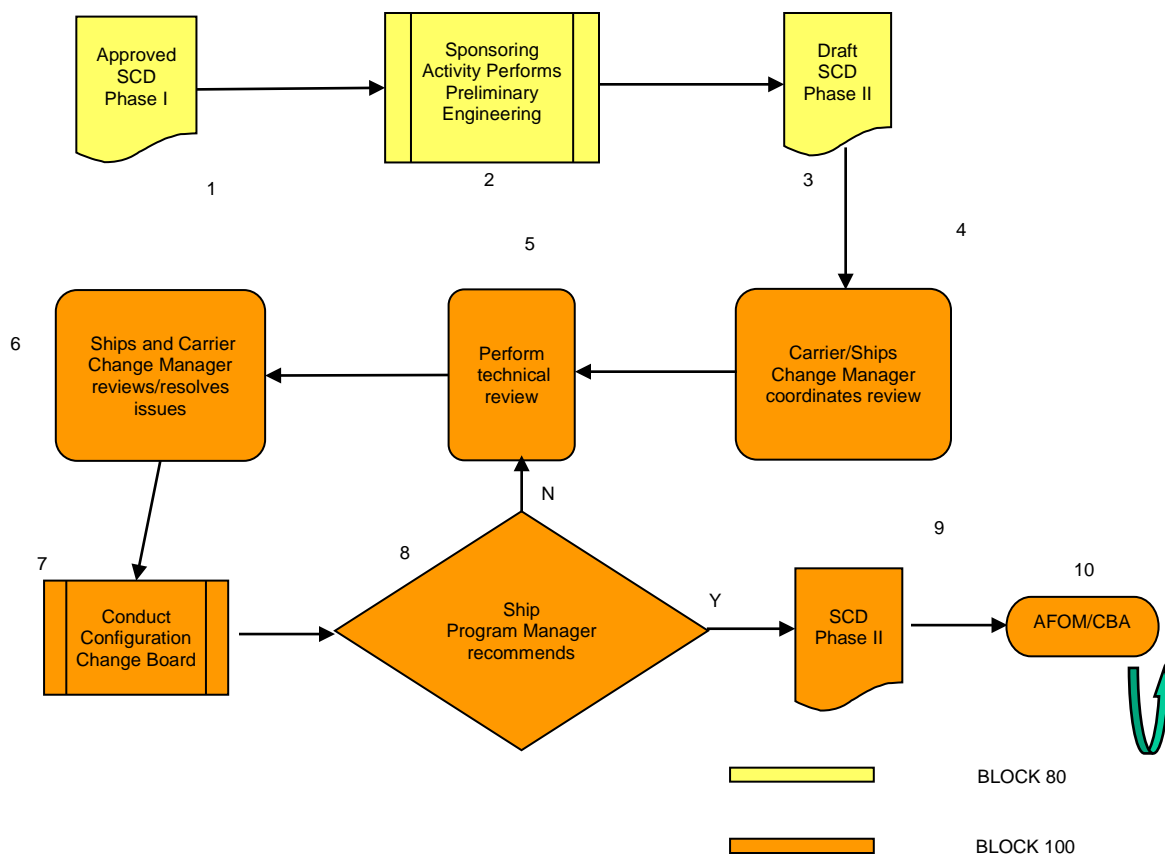 Approved
SCD
Phase I
Sponsoring
Activity Performs
Preliminary
Engineering
Draft
SCD
Phase II
1
2
3
4
5
6
Ships and Carrier
Change Manager
reviews/resolves
issues
Perform
technical
review
Carrier/Ships
Change Manager
coordinates review
N
7
8
9
10
Conduct
Configuration
Change Board
Ship
Program Manager
recommends
Y
SCD
Phase II
AFOM/CBA
BLOCK 80
BLOCK 100